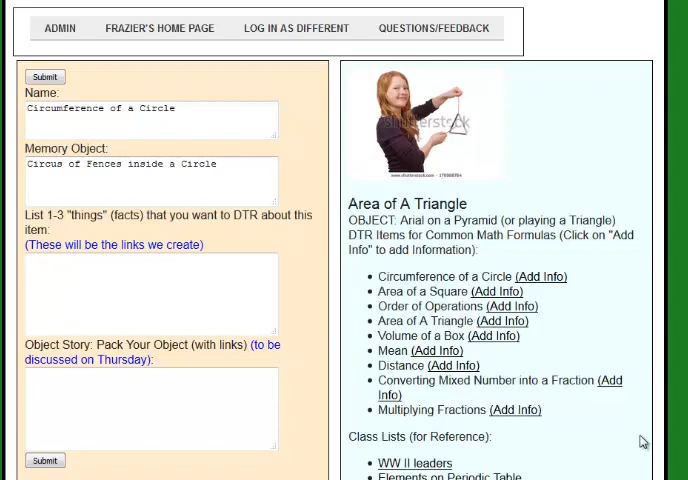 ADMIN FRAZIER'S HOME PAGE LOG IN AS DIFFERENT QUESTIONS/FEEDBACK
Submit
Name:
Circumference of a Circle
Memory Object:
Circus of Fences inside a Circle
List 1-3 "things" (facts) that you want to DTR about this
item:
(These will be the links we create)
Object Story: Pack Your Object (with links) (to be
discussed on Thursday):
Submit
shutterstock
Area of A Triangle
OBJECT: Arial on a Pyramid (or playing a Triangle)
DTR Items for Common Math Formulas (Click on "Add
Info" to add Information):
Circumference of a Circle (Add Info)
Area of a Square (Add Info)
Order of Operations (Add Info)
Area of A Triangle (Add Info)
Volume of a Box (Add Info)
Mean (Add Info)
Distance (Add Info)
Converting Mixed Number into a Fraction (Add
Info)
Multiplying Fractions (Add Info)
Class Lists (for Reference):
WW II leaders
Elements on Periodic Table